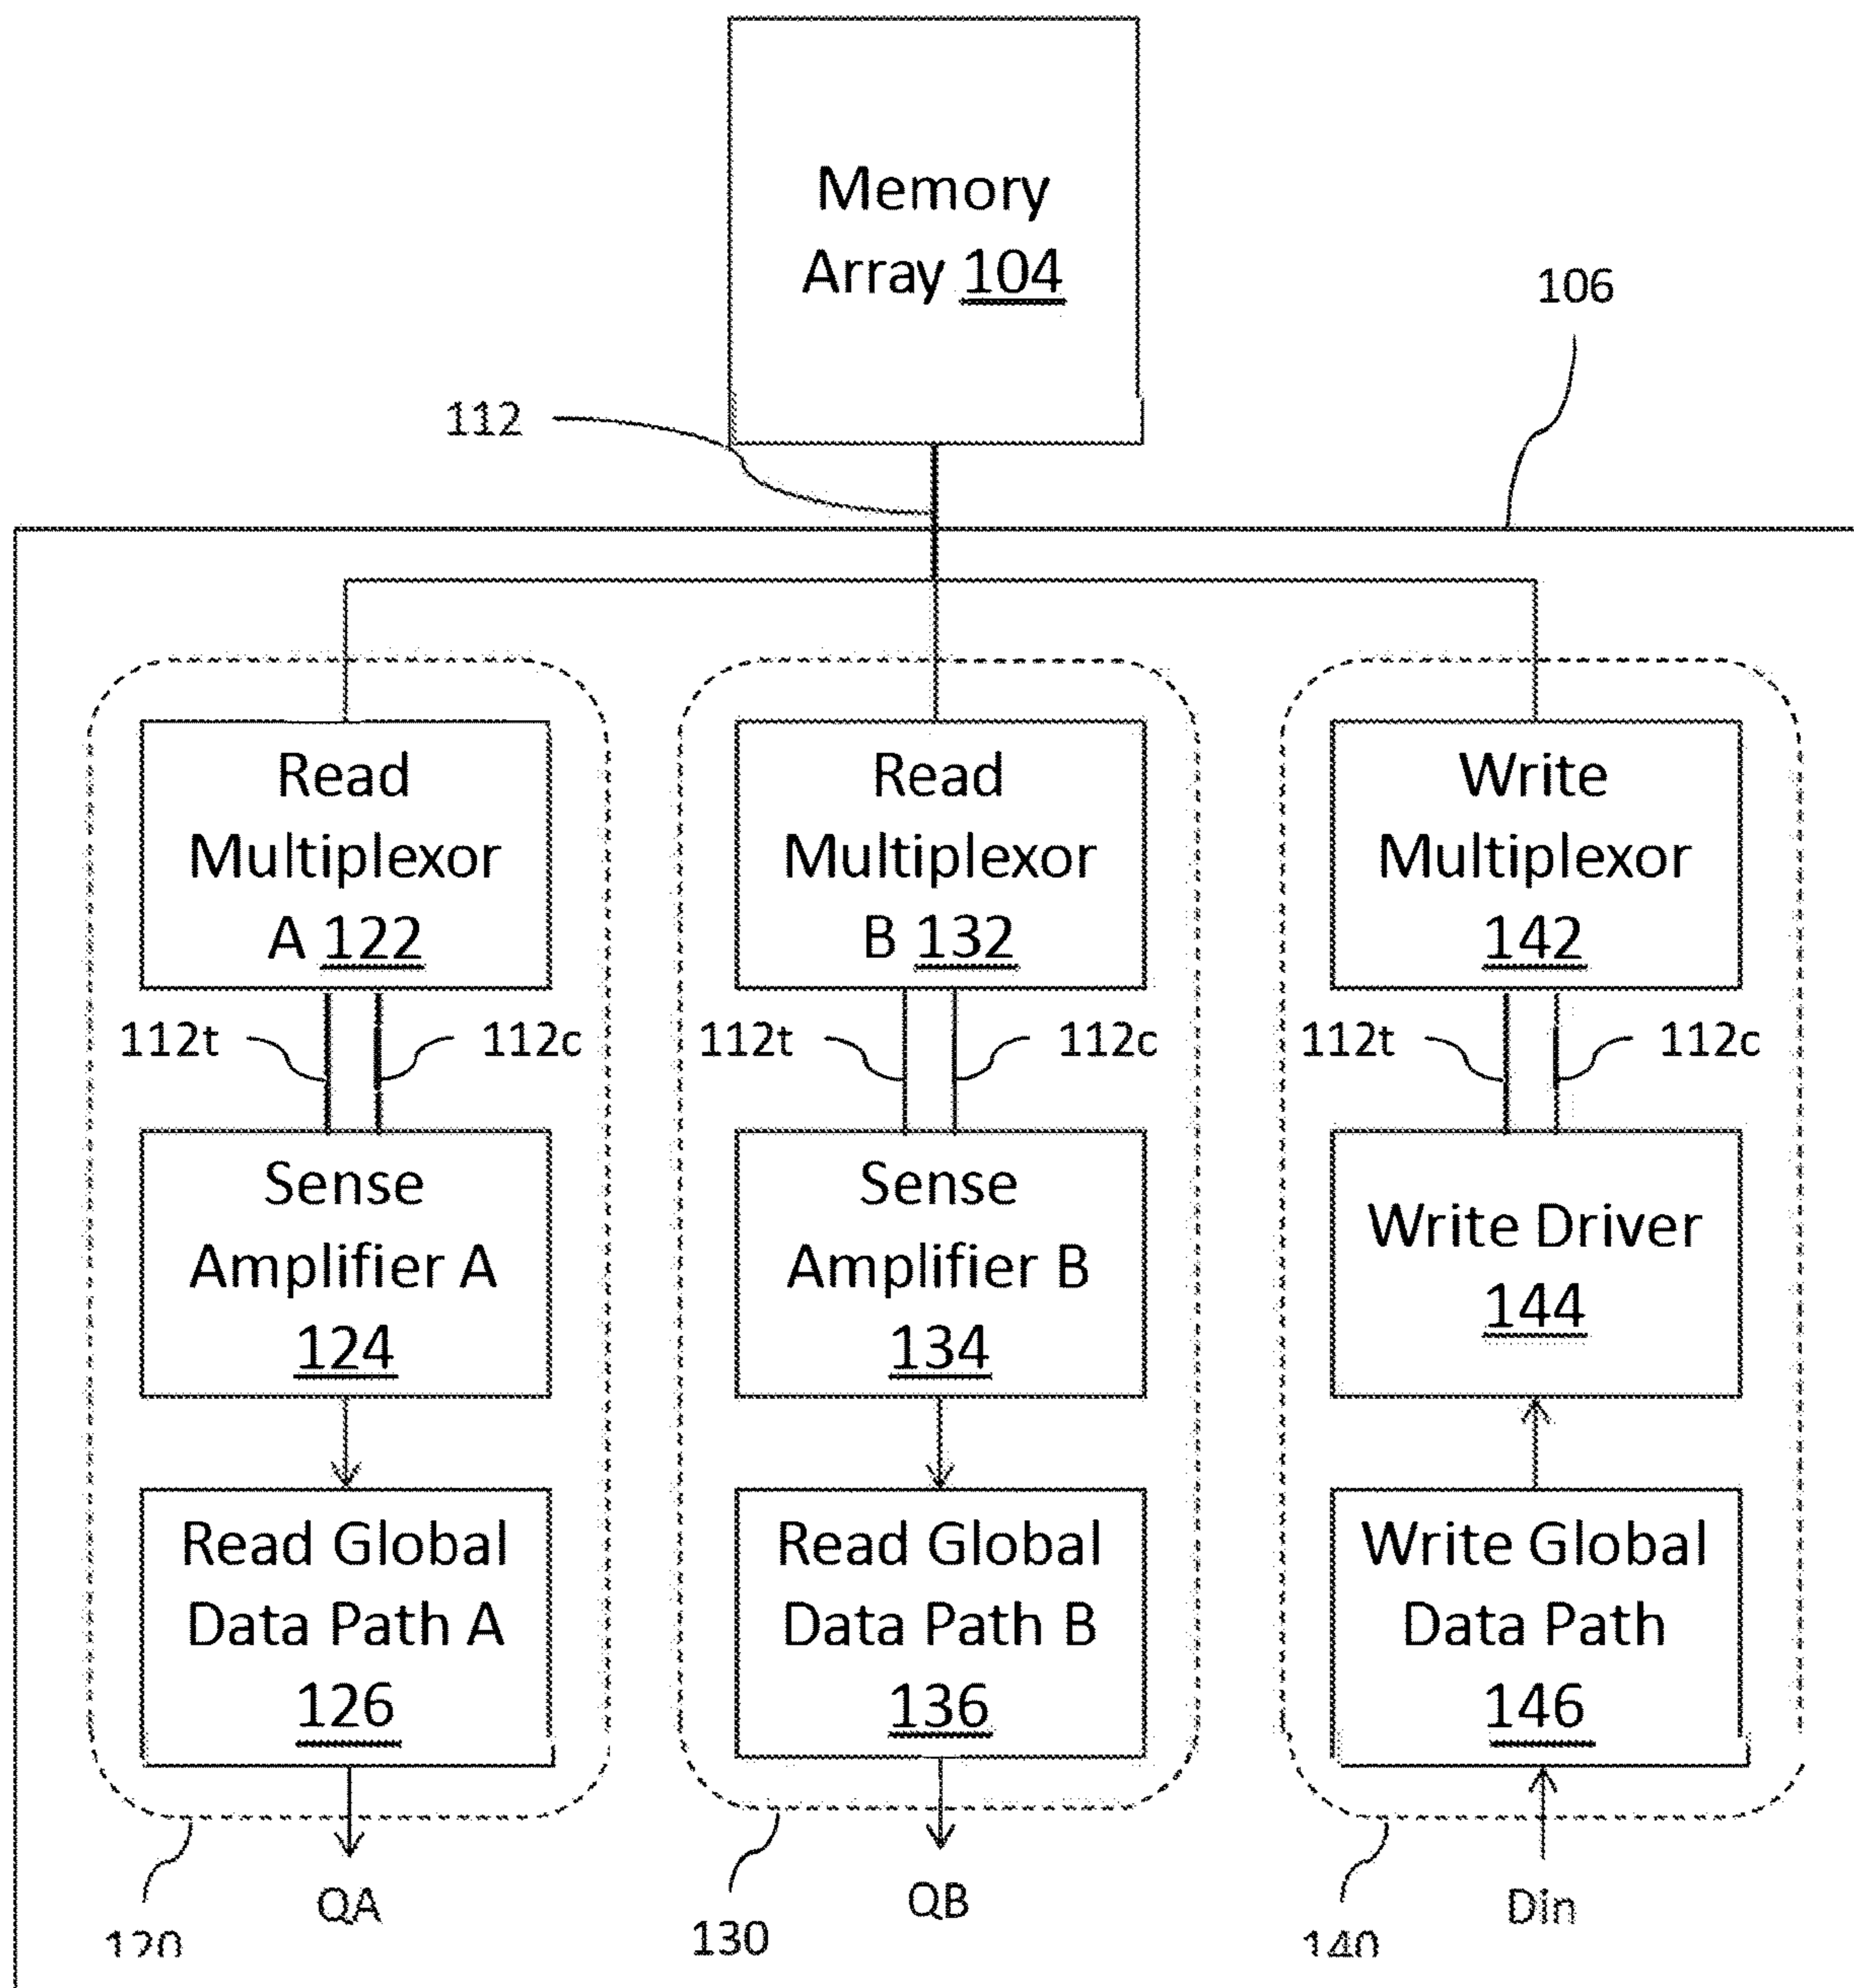 Memory
Array 104
106
112
Read
Multiplexor
A 122
Read
Multiplexor
B 132
Write
Multiplexor
142
112t
112c
112t
112c
112t
112c
Sense
Amplifier A
124
Sense
Amplifier B
134
Write Driver
144
Read Global
Data Path A
126
Read Global
Data Path B
136
Write Global
Data Path
146
120
QA
130
QB
140
Din